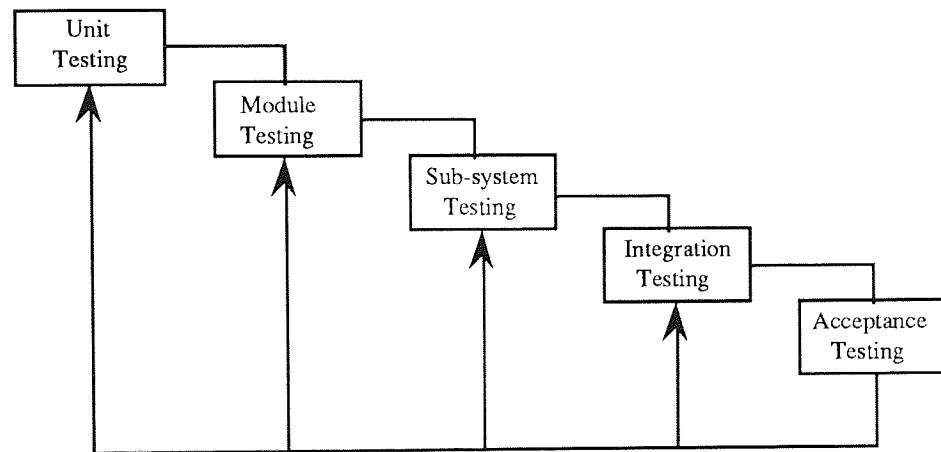 Unit
Testing
Module
Testing
Sub-system
Testing
Integration
Testing
Acceptance
Testing